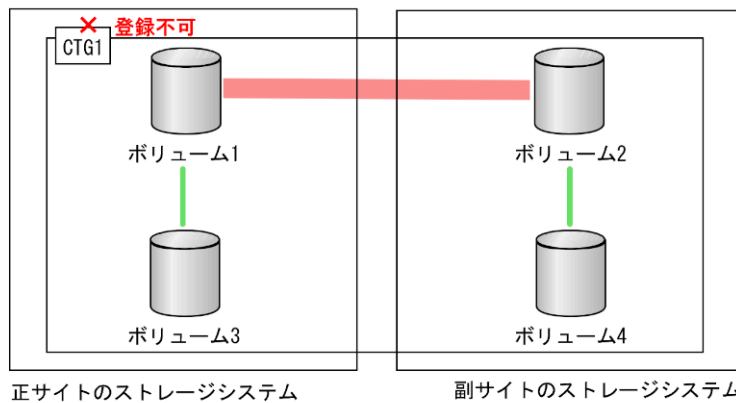 登録不可
CTG1
ボリューム1
ボリューム2
ボリューム3
ボリューム4
正サイトのストレージシステム
副サイトのストレージシステム